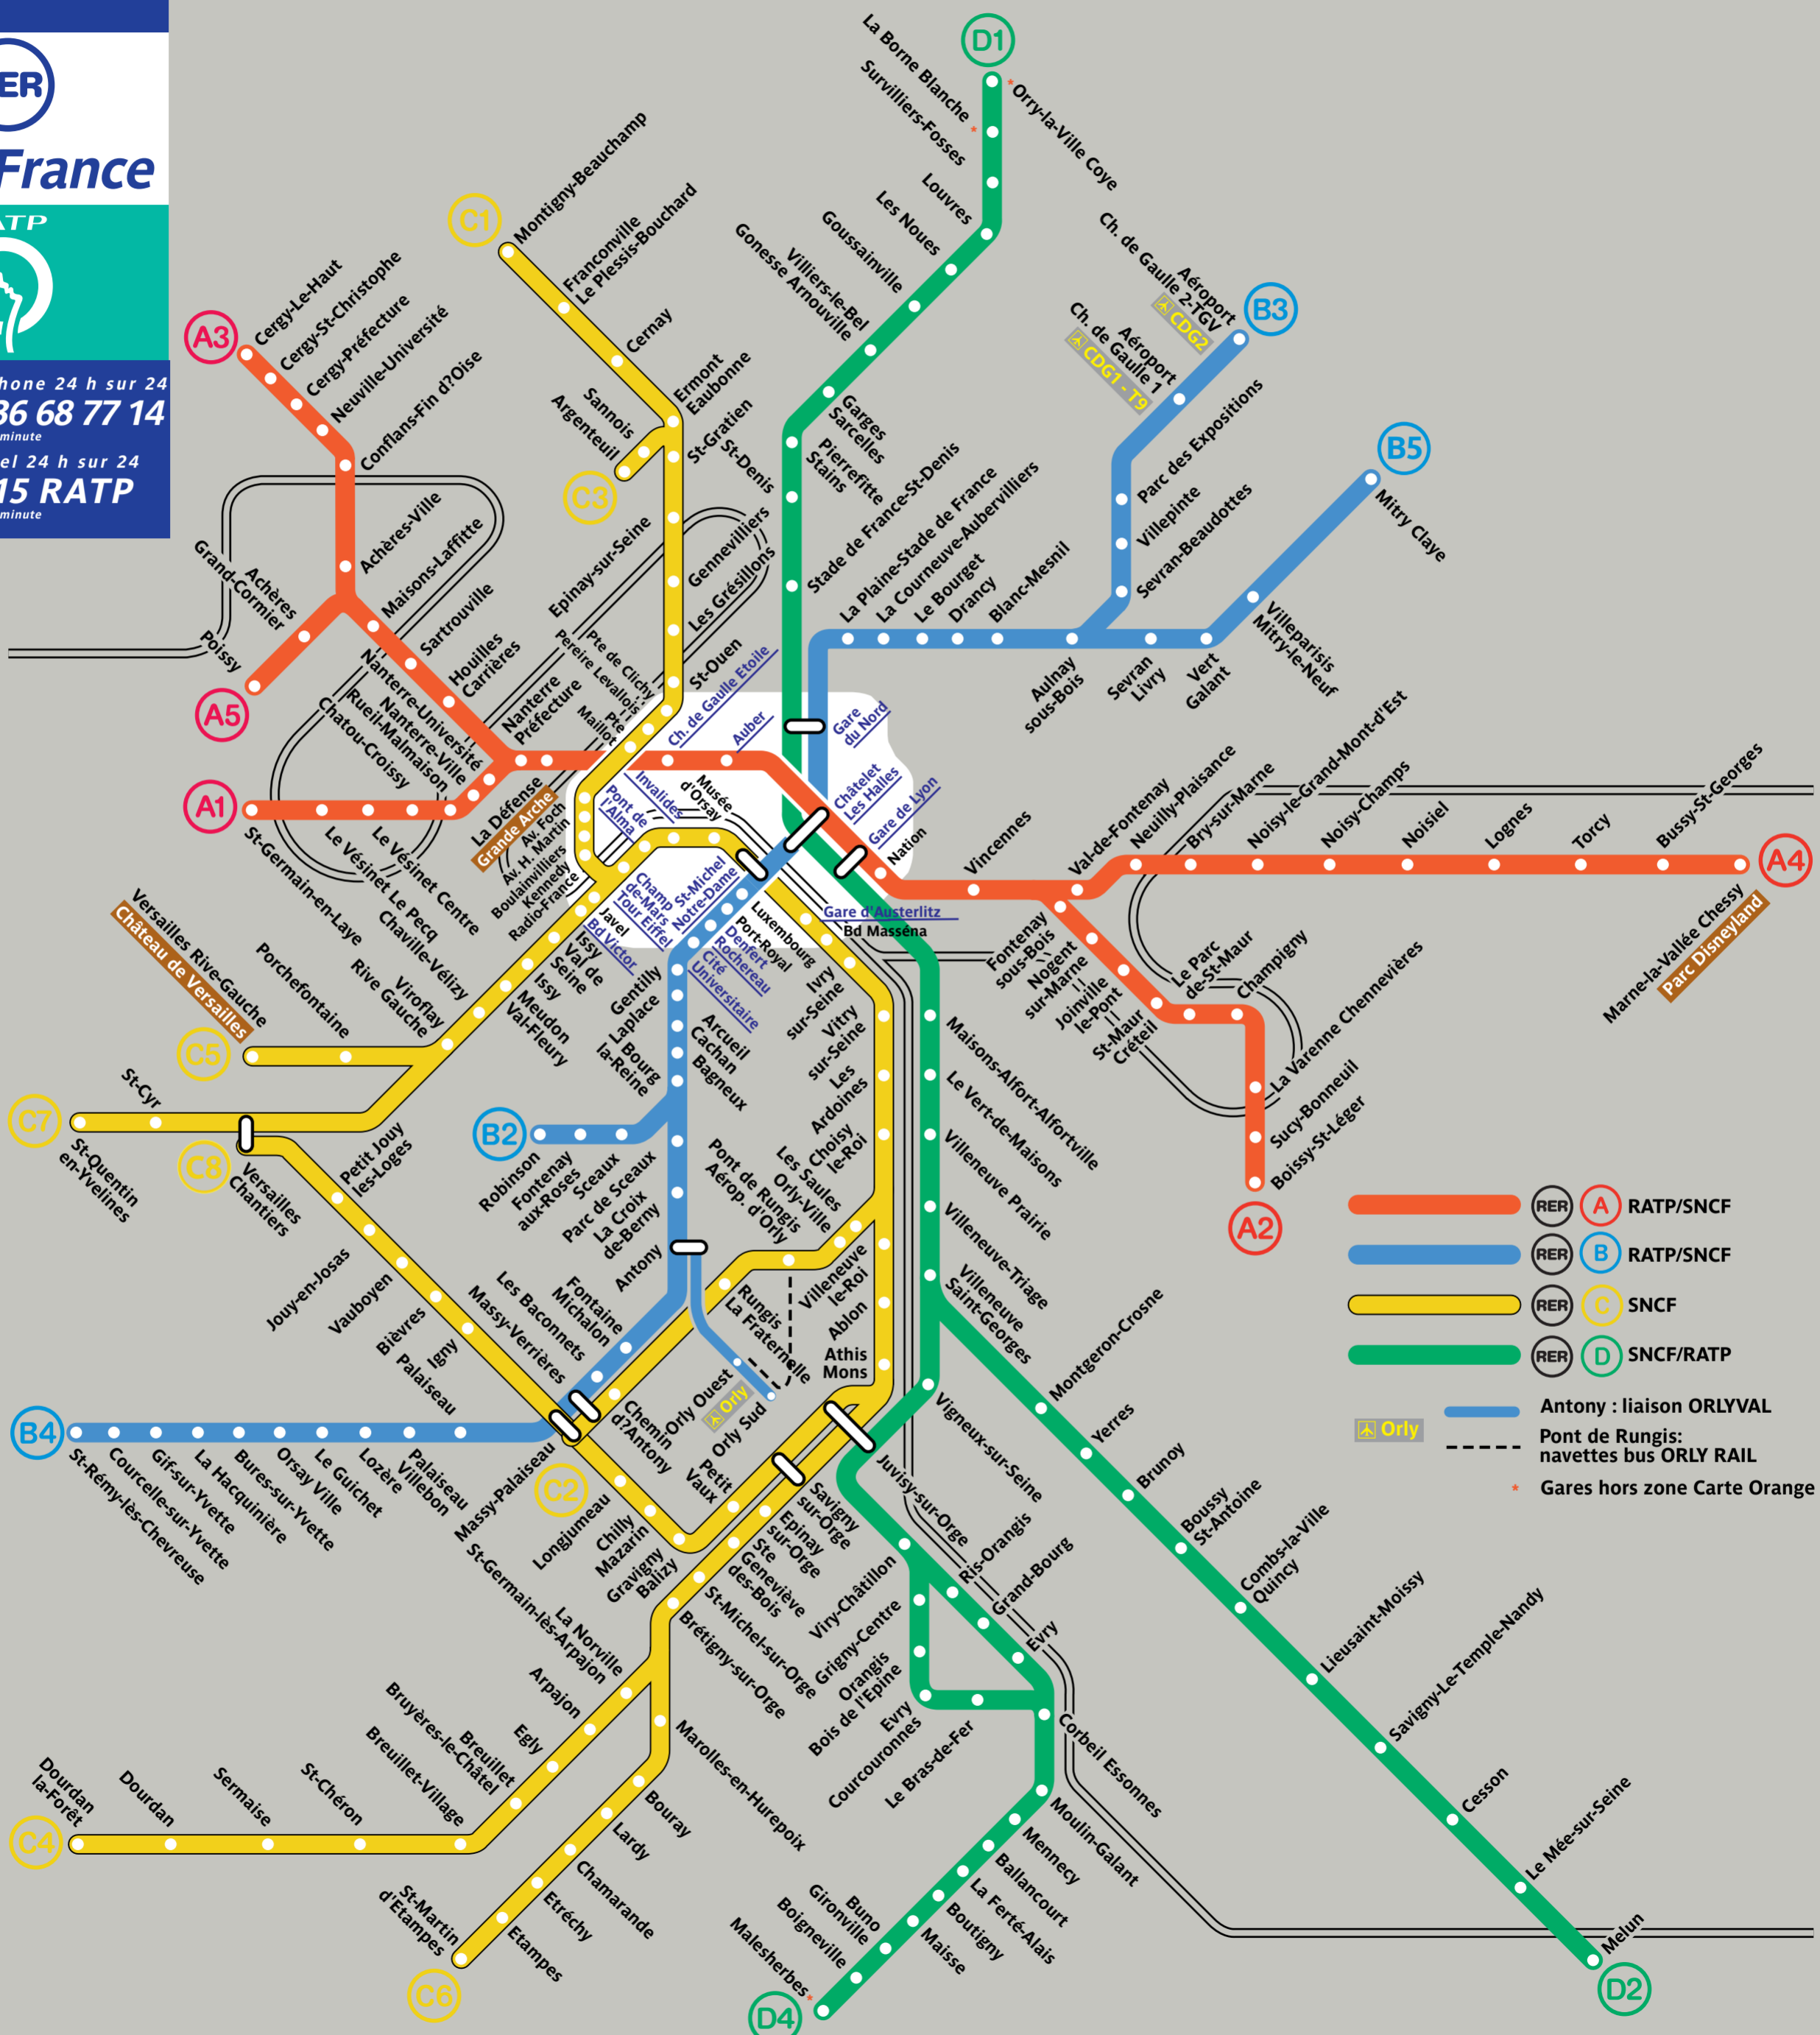 ER
France
ATP
hone 24 h sur 24
36 68 77 14
minute
el 24 h sur 24
15 RATP
minute
D1
La Borne Blanche *
* Orry-la-Ville Coye
Survilliers-Fosses
Louvres
Les Noues
Goussainville
Villiers-le-Bel
Gonesse Arnouville
Garges
Sarcelles
Pierrefitte
Stains
St-Denis
Stade de France-St-Denis
C1
Montigny-Beauchamp
Franconville
Le Plessis-Bouchard
Cernay
Ermont
Eaubonne
Sannois
Argenteuil
C3
St-Gratien
Epinay-sur-Seine
Gennevilliers
Les Grésillons
St-Ouen
Pte de Clichy
Pereire Levallois
Pte
Maillot
A3
Cergy-Le-Haut
Cergy-St-Christophe
Cergy-Préfecture
Neuville-Université
Conflans-Fin d?Oise
Achères-Ville
Maisons-Laffitte
Sartrouville
Houilles
Carrières
Achères
Grand-Cormier
Poissy
A5
Nanterre-Université
Nanterre-Ville
Rueil-Malmaison
Chatou-Croissy
Nanterre
Préfecture
A1
St-Germain-en-Laye
Le Vésinet Le Pecq
Le Vésinet Centre
La Défense
Grande Arche
Av. Foch
Av. H. Martin
Boulainvilliers
Kennedy
Radio-France
Ch. de Gaulle Etoile
Auber
Gare
du Nord
Châtelet
Les Halles
Gare de Lyon
Nation
Invalides
Musée
d'Orsay
Pont de
l'Alma
Champ
de-Mars
Tour Eiffel
St-Michel
Notre-Dame
Javel
Bd Victor
Luxembourg
Port-Royal
Denfert
Rochereau
Cité
Universitaire
Gare d'Austerlitz
Bd Masséna
B3
Aéroport
Ch. de Gaulle 2-TGV
CDG2
Aéroport
Ch. de Gaulle 1
CDG1 - T9
Parc des Expositions
Villepinte
Sevran-Beaudottes
B5
Mitry Claye
Villeparisis
Mitry-le-Neuf
Vert
Galant
Sevran
Livry
Aulnay
sous-Bois
La Plaine-Stade de France
La Courneuve-Aubervilliers
Le Bourget
Drancy
Blanc-Mesnil
Vincennes
Val-de-Fontenay
Neuilly-Plaisance
Bry-sur-Marne
Noisy-le-Grand-Mont-d'Est
Noisy-Champs
Noisiel
Lognes
Torcy
Bussy-St-Georges
A4
Marne-la-Vallée Chessy
Parc Disneyland
Fontenay
sous-Bois
Nogent
sur-Marne
Joinville
le-Pont
St-Maur
Créteil
Le Parc
de-St-Maur
Champigny
La Varenne Chennevières
Sucy-Bonneuil
Boissy-St-Léger
A2
Versailles Rive-Gauche
Château de Versailles
Porchefontaine
C5
Viroflay
Rive Gauche
Chaville-Vélizy
Meudon
Val-Fleury
Issy
Issy
Val de
Seine
C7
St-Quentin
en-Yvelines
St-Cyr
C8
Versailles
Chantiers
Petit Jouy
les-Loges
Jouy-en-Josas
Vauboyen
Bièvres
Igny
Palaiseau
Massy-Verrières
Les Baconnets
Fontaine
Michalon
Antony
Gentilly
Laplace
Arcueil
Cachan
Bagneux
Bourg
la-Reine
B2
Robinson
Fontenay
aux-Roses
Sceaux
Parc de Sceaux
La Croix
de-Berny
Ivry
sur-Seine
Vitry
sur-Seine
Les
Ardoines
Choisy
le-Roi
Les Saules
Orly-Ville
Pont de Rungis
Aérop. d'Orly
Rungis
La Fraternelle
Orly Ouest
Orly
Orly Sud
Villeneuve
le-Roi
Ablon
Athis
Mons
Chemin
d?Antony
B4
St-Rémy-lès-Chevreuse
Courcelle-sur-Yvette
Gif-sur-Yvette
La Hacquinière
Bures-sur-Yvette
Orsay Ville
Le Guichet
Lozère
Palaiseau
Villebon
Massy-Palaiseau
C2
Longjumeau
Chilly
Mazarin
Gravigny
Balizy
Petit
Vaux
Savigny
sur-Orge
Epinay
sur-Orge
Ste
Geneviève
des-Bois
St-Michel-sur-Orge
Brétigny-sur-Orge
Juvisy-sur-Orge
Maisons-Alfort-Alfortville
Le Vert-de-Maisons
Villeneuve Prairie
Villeneuve-Triage
Villeneuve
Saint-Georges
Vigneux-sur-Seine
Montgeron-Crosne
Yerres
Brunoy
Boussy
St-Antoine
Combs-la-Ville
Quincy
Lieusaint-Moissy
Savigny-Le-Temple-Nandy
Cesson
Le Mée-sur-Seine
Melun
D2
Viry-Châtillon
Ris-Orangis
Grand-Bourg
Evry
Grigny-Centre
Orangis
Bois de l'Epine
Evry
Courcouronnes
Le Bras-de-Fer
Corbeil Essonnes
Moulin-Galant
Mennecy
Ballancourt
La Ferté-Alais
Boutigny
Maisse
Buno
Gironville
Boigneville
Malesherbes *
D4
St-Germain-lès-Arpajon
La Norville
Arpajon
Egly
Breuillet
Bruyères-le-Châtel
Breuillet-Village
St-Chéron
Sermaise
Dourdan
Dourdan
la-Forêt
C4
Marolles-en-Hurepoix
Bouray
Lardy
Chamarande
Etréchy
Etampes
St-Martin
d'Etampes
C6
RER A RATP/SNCF
RER B RATP/SNCF
RER C SNCF
RER D SNCF/RATP
Orly
Antony : liaison ORLYVAL
Pont de Rungis:
navettes bus ORLY RAIL
* Gares hors zone Carte Orange